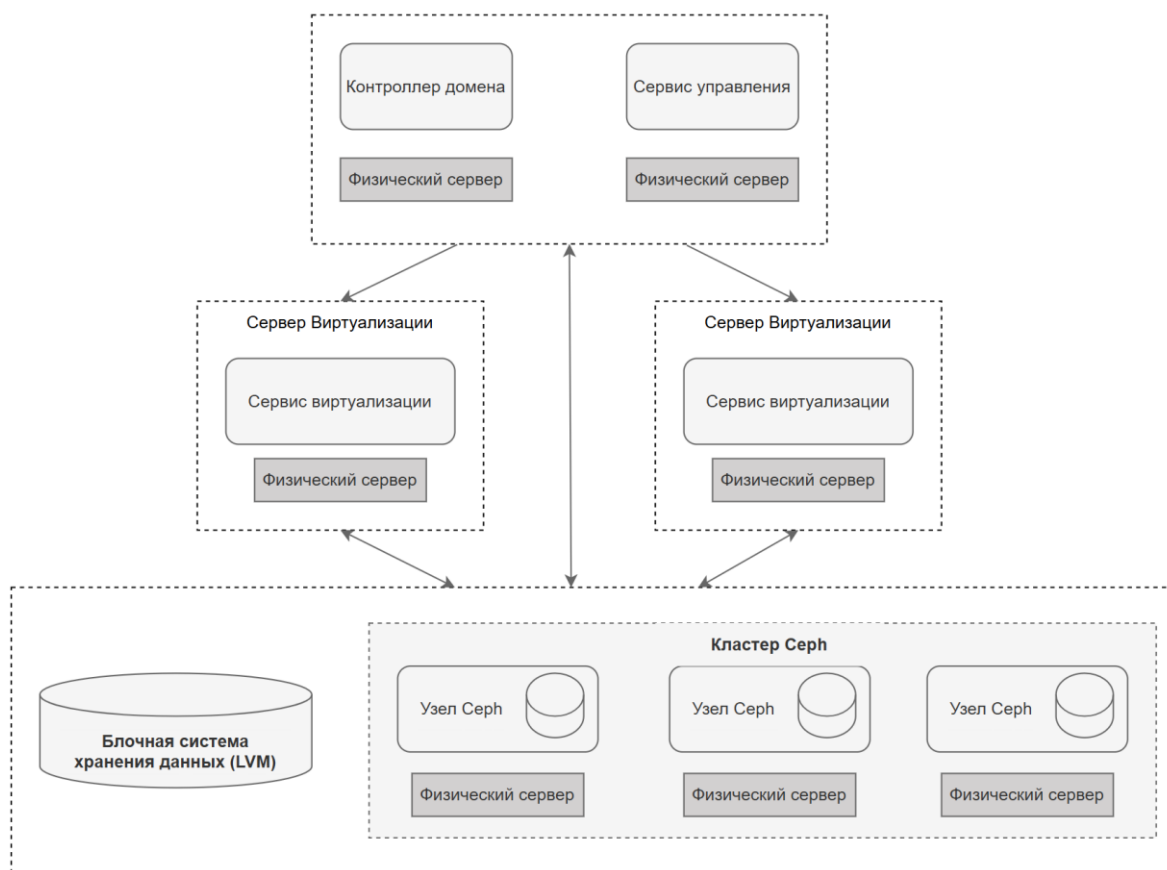 Контроллер домена
Сервис управления
Физический сервер
Физический сервер
Сервер Виртуализации
Сервер Виртуализации
Сервис виртуализации
Сервис виртуализации
Физический сервер
Физический сервер
Кластер Ceph
Узел Ceph
Узел Ceph
Узел Ceph
Блочная система
хранения данных (LVM)
Физический сервер
Физический сервер
Физический сервер